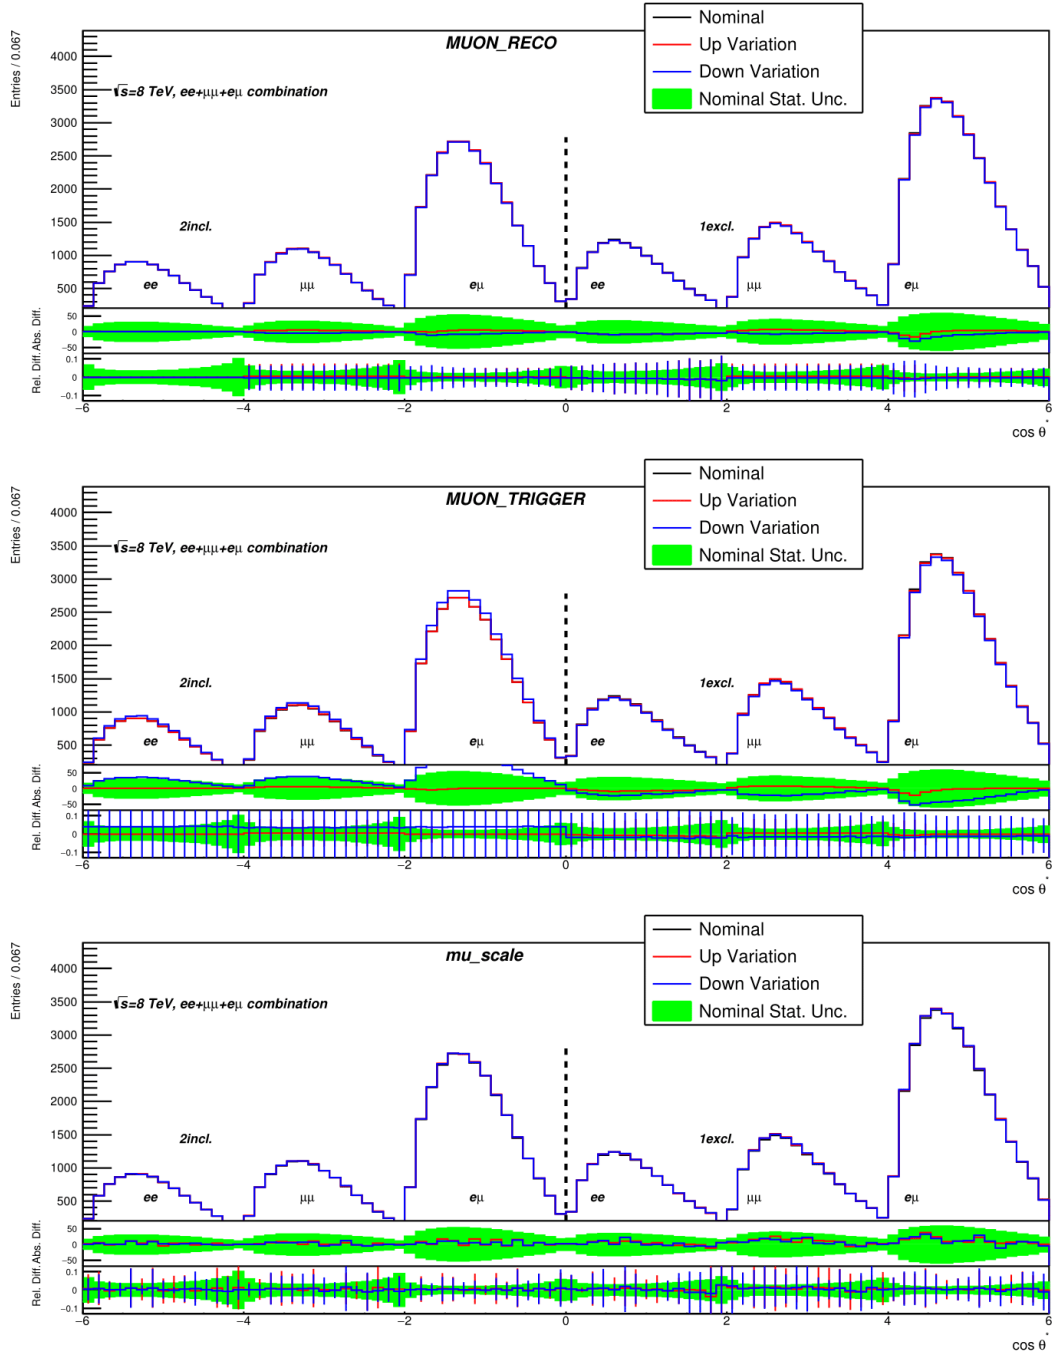 Nominal
Up Variation
Down Variation
Nominal Stat. Unc.
MUON_RECO
Entries / 0.067
4000
√s=8 TeV, ee+μμ+eμ combination
3500
3000
2500
2000
2incl. 1excl.
1500
1000
500
ee μμ eμ ee μμ eμ
Abs. Diff.
50
0
−50
Rel. Diff.
0.1
0
−0.1
−6 −4 −2 0 2 4 6
cos θ*
Nominal
Up Variation
Down Variation
Nominal Stat. Unc.
MUON_TRIGGER
Entries / 0.067
4000
√s=8 TeV, ee+μμ+eμ combination
3500
3000
2500
2000
2incl. 1excl.
1500
1000
500
ee μμ eμ ee μμ eμ
Abs. Diff.
50
0
−50
Rel. Diff.
0.1
0
−0.1
−6 −4 −2 0 2 4 6
cos θ*
Nominal
Up Variation
Down Variation
Nominal Stat. Unc.
mu_scale
Entries / 0.067
4000
√s=8 TeV, ee+μμ+eμ combination
3500
3000
2500
2000
2incl. 1excl.
1500
1000
500
ee μμ eμ ee μμ eμ
Abs. Diff.
50
0
−50
Rel. Diff.
0.1
0
−0.1
−6 −4 −2 0 2 4 6
cos θ*